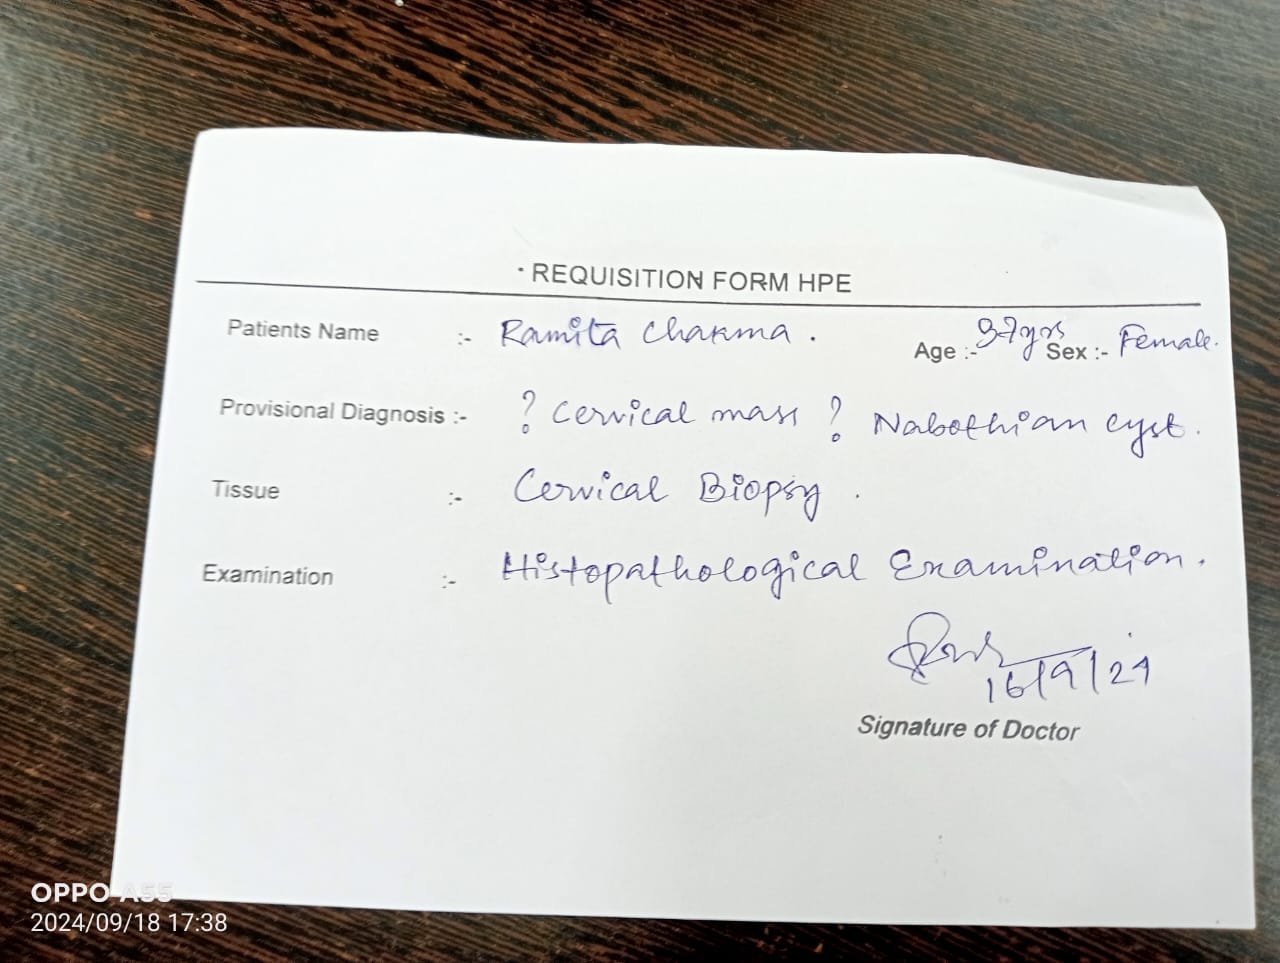 REQUISITION FORM HPE
Patients Name :- Ramita Chakma. Age :- 37yrs Sex :- Female.
Provisional Diagnosis :- ? Cervical mass ? Nabothian cyst.
Tissue :- Cervical Biopsy.
Examination :- Histopathological Examination.
16/9/24
Signature of Doctor
OPPO A55
2024/09/18 17:38